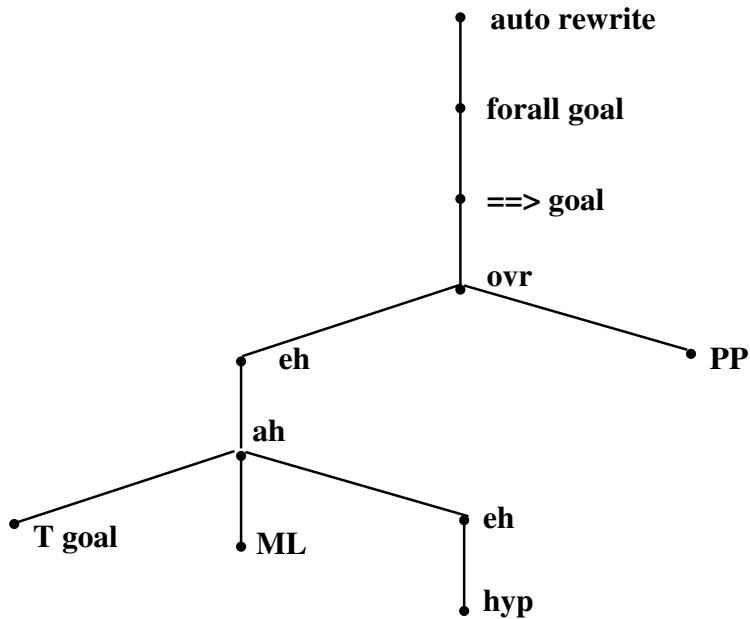 auto rewrite
forall goal
==> goal
ovr
eh
PP
ah
T goal
ML
eh
hyp